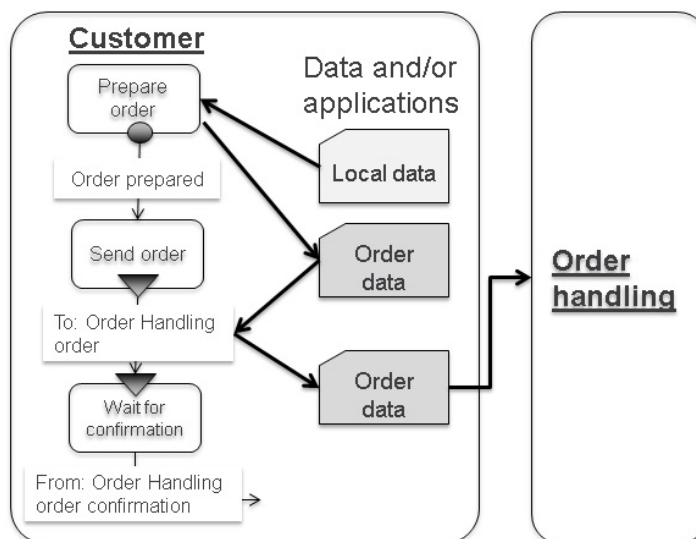 Customer
Prepare
order
Data and/or
applications
Local data
Order prepared
Send order
Order
data
Order
handling
To: Order Handling
order
Order
data
Wait for
confirmation
From: Order Handling
order confirmation